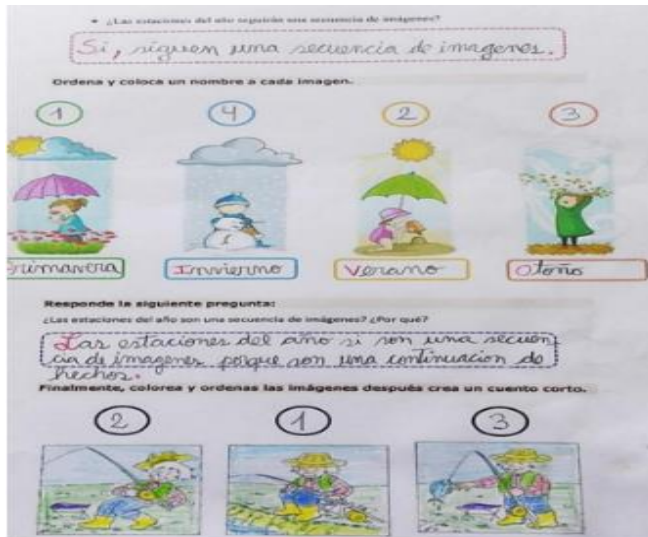 • ¿Las estaciones del año seguirán una secuencia de imágenes?
Si, siguen una secuencia de imagenes.
Ordena y coloca un nombre a cada imagen.
1 4 2 3
Primavera Invierno Verano Otoño
Responde la siguiente pregunta:
¿Las estaciones del año son una secuencia de imágenes? ¿Por qué?
Las estaciones del año si son una secuen
cia de imagenes porque son una continuacion de
hechos.
Finalmente, colorea y ordenas las imágenes después crea un cuento corto.
2 1 3